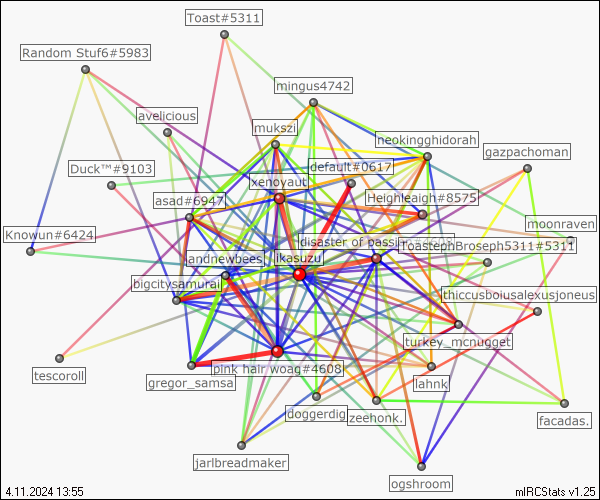 Toast#5311
Random Stuf6#5983
mingus4742
avelicious
mukszi
neokingghidorah
gazpachoman
Duck™#9103
default#0617
xenoyaut
asad#6947
Heighleigh#8575
moonraven
Knowun#6424
disaster of passi
ToastephBroseph5311#5311
andnewbees
ikasuzu
bigcitysamurai
thiccusboiusalexusjoneus
turkey_mcnugget
tescoroll
gregor_samsa
pink hair woag#4608
lahnk
doggerdig
zeehonk.
facadas.
jarlbreadmaker
ogshroom
4.11.2024 13:55
mIRCStats v1.25